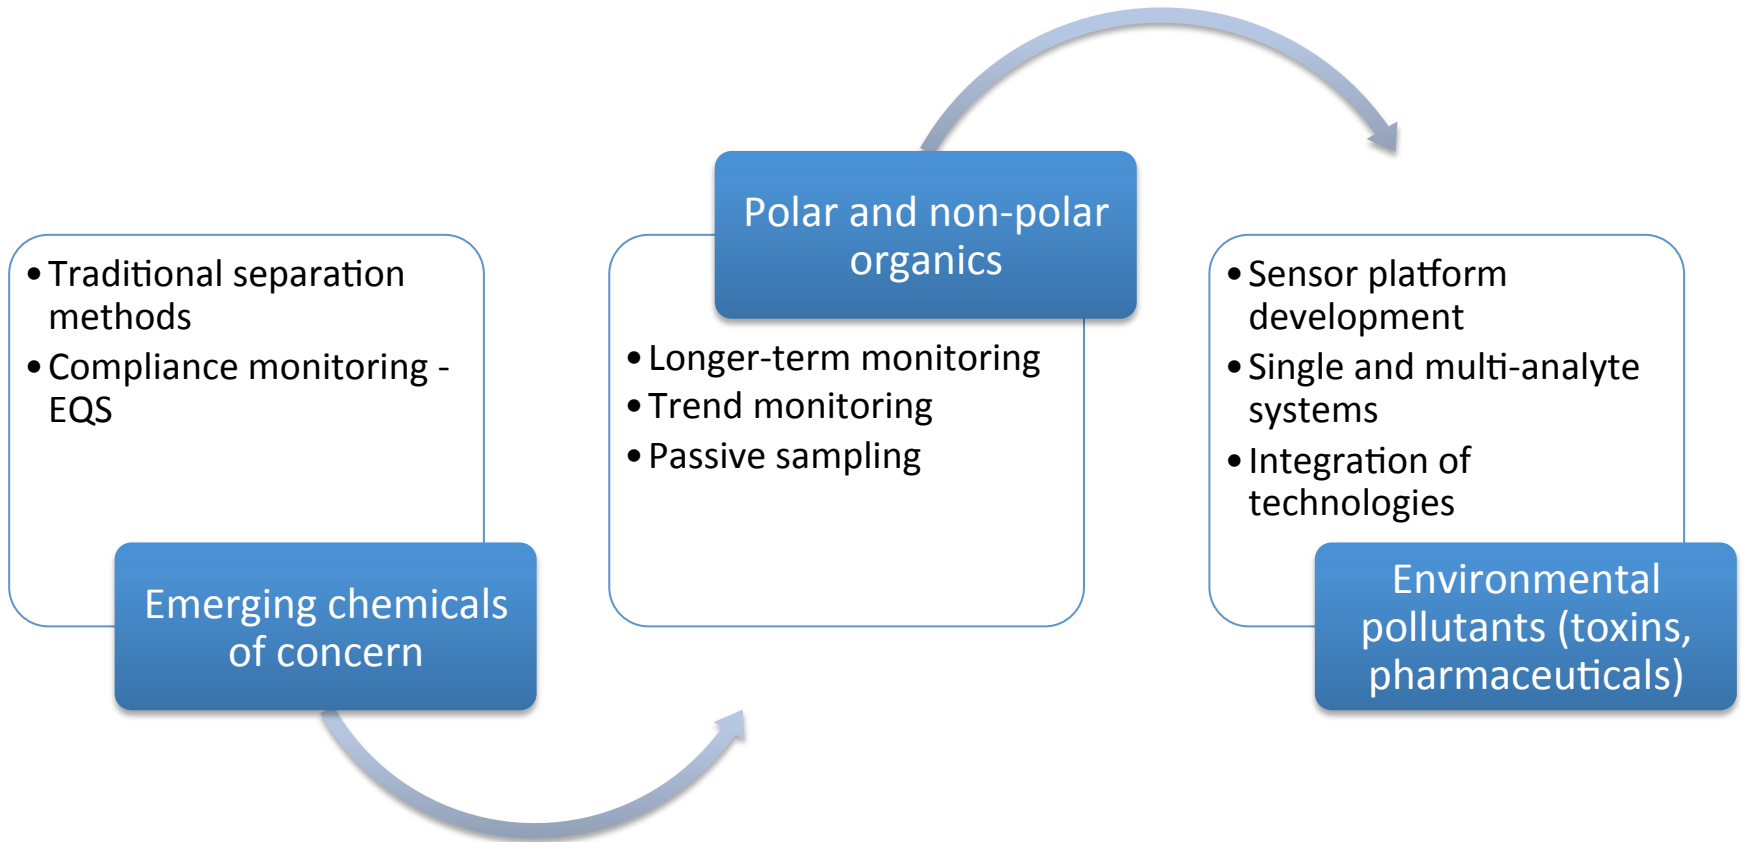 • Traditional separation
methods
• Compliance monitoring -
EQS
Emerging chemicals
of concern
Polar and non-polar
organics
• Longer-term monitoring
• Trend monitoring
• Passive sampling
• Sensor platform
development
• Single and multi-analyte
systems
• Integration of
technologies
Environmental
pollutants (toxins,
pharmaceuticals)